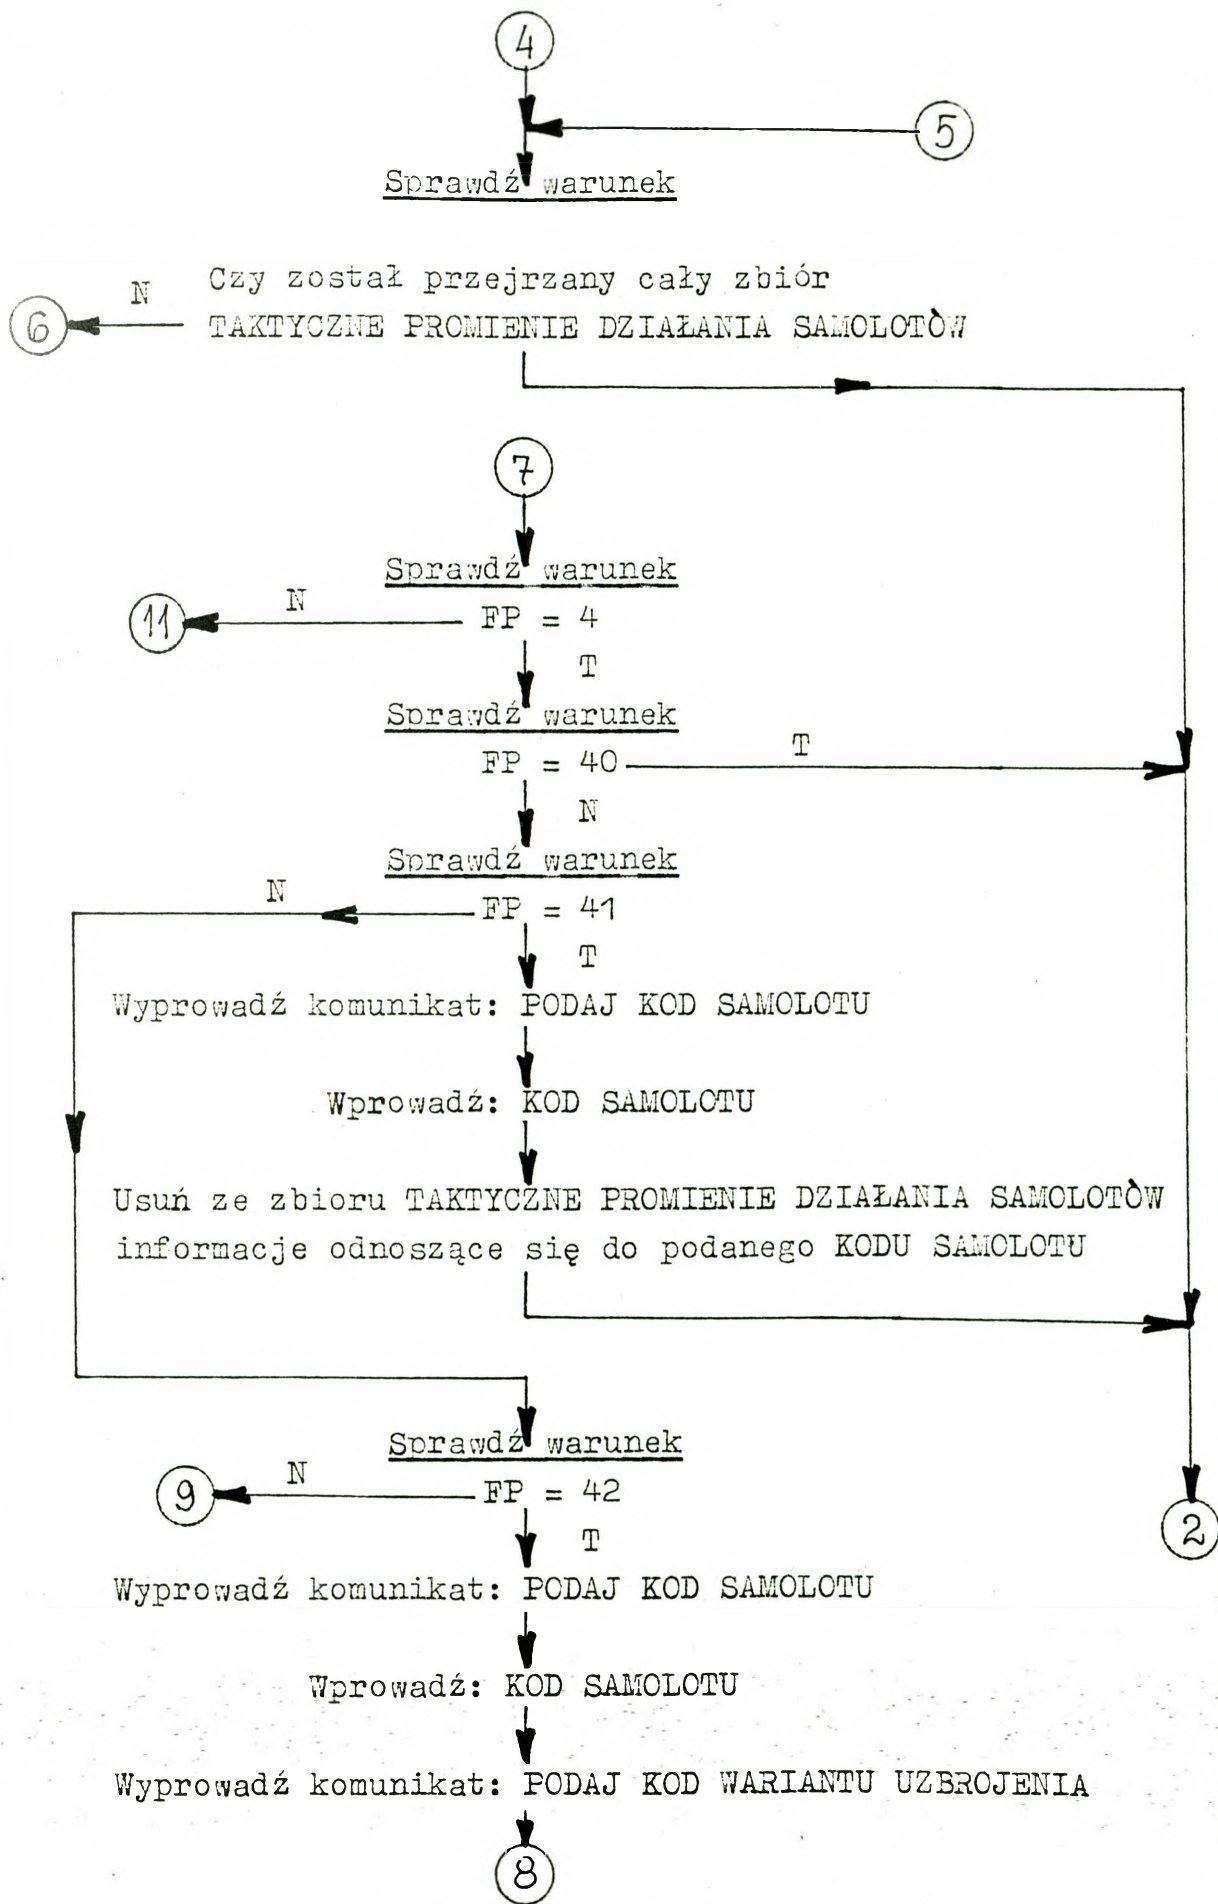 4
5
Sprawdź warunek
Czy został przejrzany cały zbiór
N
6
TAKTYCZNE PROMIENIE DZIAŁANIA SAMOLOTÓW
7
Sprawdź warunek
N
11
FP = 4
T
Sprawdź warunek
T
FP = 40
N
Sprawdź warunek
N
FP = 41
T
Wyprowadź komunikat: PODAJ KOD SAMOLOTU
Wprowadź: KOD SAMOLOTU
Usuń ze zbioru TAKTYCZNE PROMIENIE DZIAŁANIA SAMOLOTÓW
informacje odnoszące się do podanego KODU SAMOLOTU
Sprawdź warunek
N
9
FP = 42
2
T
Wyprowadź komunikat: PODAJ KOD SAMOLOTU
Wprowadź: KOD SAMOLOTU
Wyprowadź komunikat: PODAJ KOD WARIANTU UZBROJENIA
8